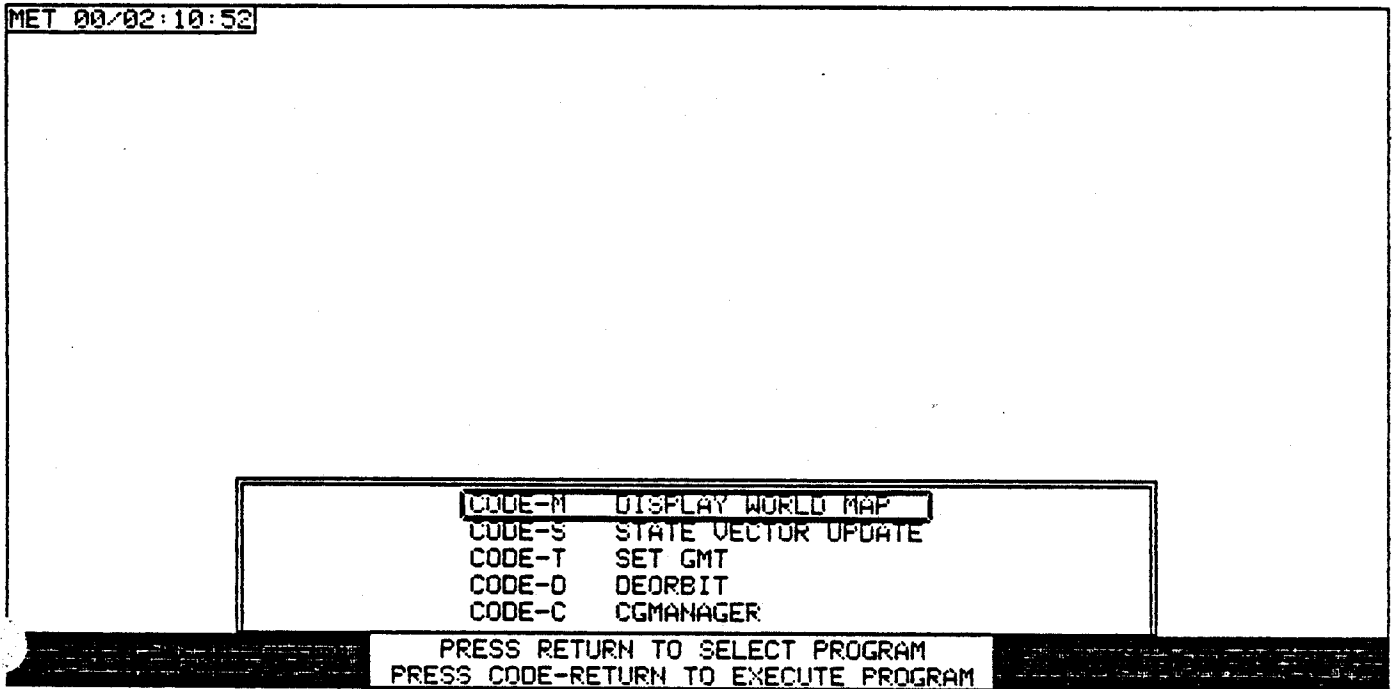 MET 00/02:10:52
CODE-M DISPLAY WORLD MAP
CODE-S STATE VECTOR UPDATE
CODE-T SET GMT
CODE-D DEORBIT
CODE-C CGMANAGER
PRESS RETURN TO SELECT PROGRAM
PRESS CODE-RETURN TO EXECUTE PROGRAM